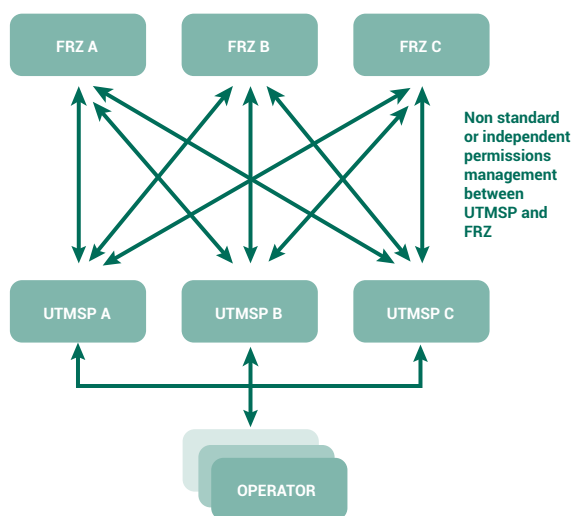 FRZ A
FRZ B
FRZ C
Non standard
or independent
permissions
management
between
UTMSP and
FRZ
UTMSP A
UTMSP B
UTMSP C
OPERATOR